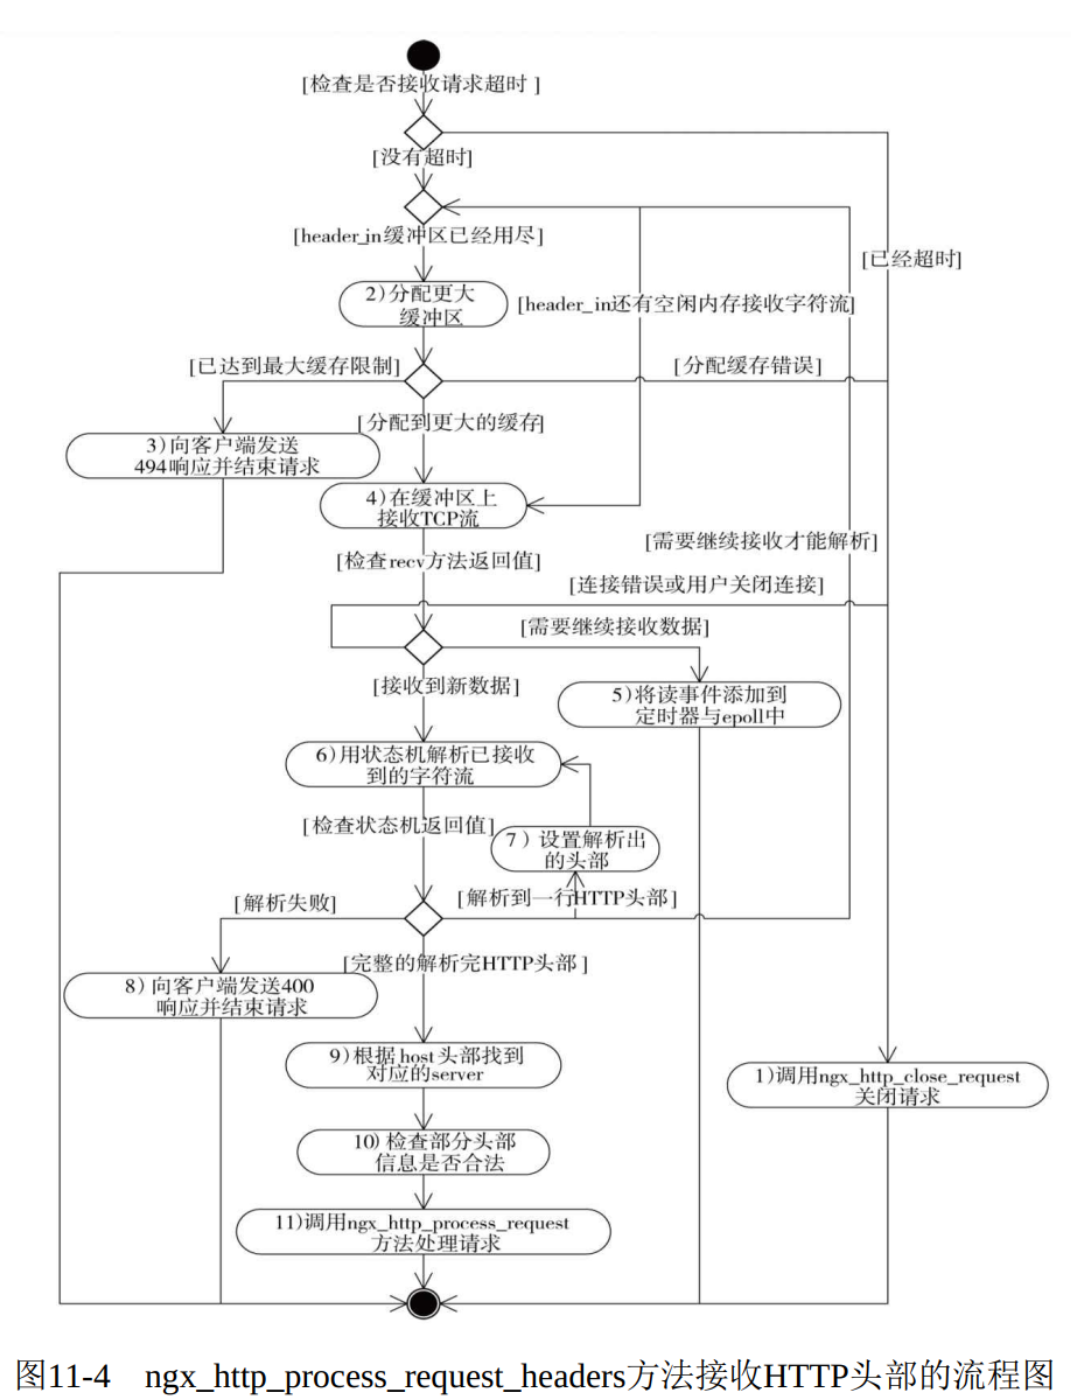 [检查是否接收请求超时 ]
[没有超时]
[header_in缓冲区已经用尽]
[已经超时]
2)分配更大
缓冲区
[header_in还有空闲内存接收字符流]
[已达到最大缓存限制]
[分配缓存错误]
[分配到更大的缓存]
3)向客户端发送
494响应并结束请求
4)在缓冲区上
接收TCP流
[需要继续接收才能解析]
[检查recv方法返回值]
[连接错误或用户关闭连接]
[需要继续接收数据]
[接收到新数据]
5)将读事件添加到
定时器与epoll中
6)用状态机解析已接收
到的字符流
[检查状态机返回值]
7) 设置解析出
的头部
[解析失败]
[解析到一行HTTP头部]
[完整的解析完HTTP头部 ]
8) 向客户端发送400
响应并结束请求
9)根据 host 头部找到
对应的server
1)调用ngx_http_close_request
关闭请求
10) 检查部分头部
信息是否合法
11)调用ngx_http_process_request
方法处理请求
图11-4 ngx_http_process_request_headers方法接收HTTP头部的流程图